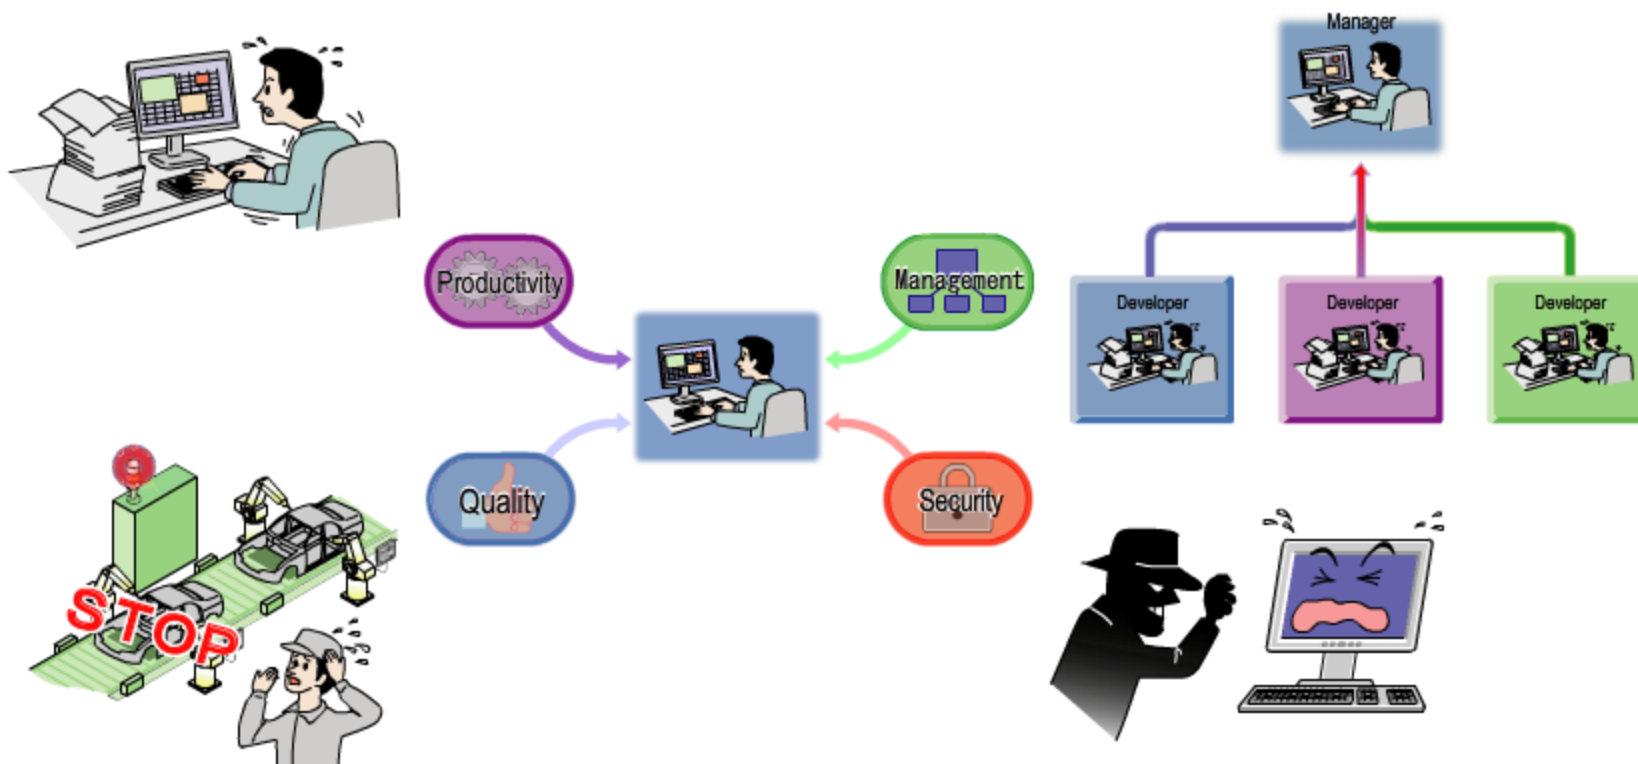 Manager
Productivity
Management
Developer
Developer
Developer
Quality
Security
STOP